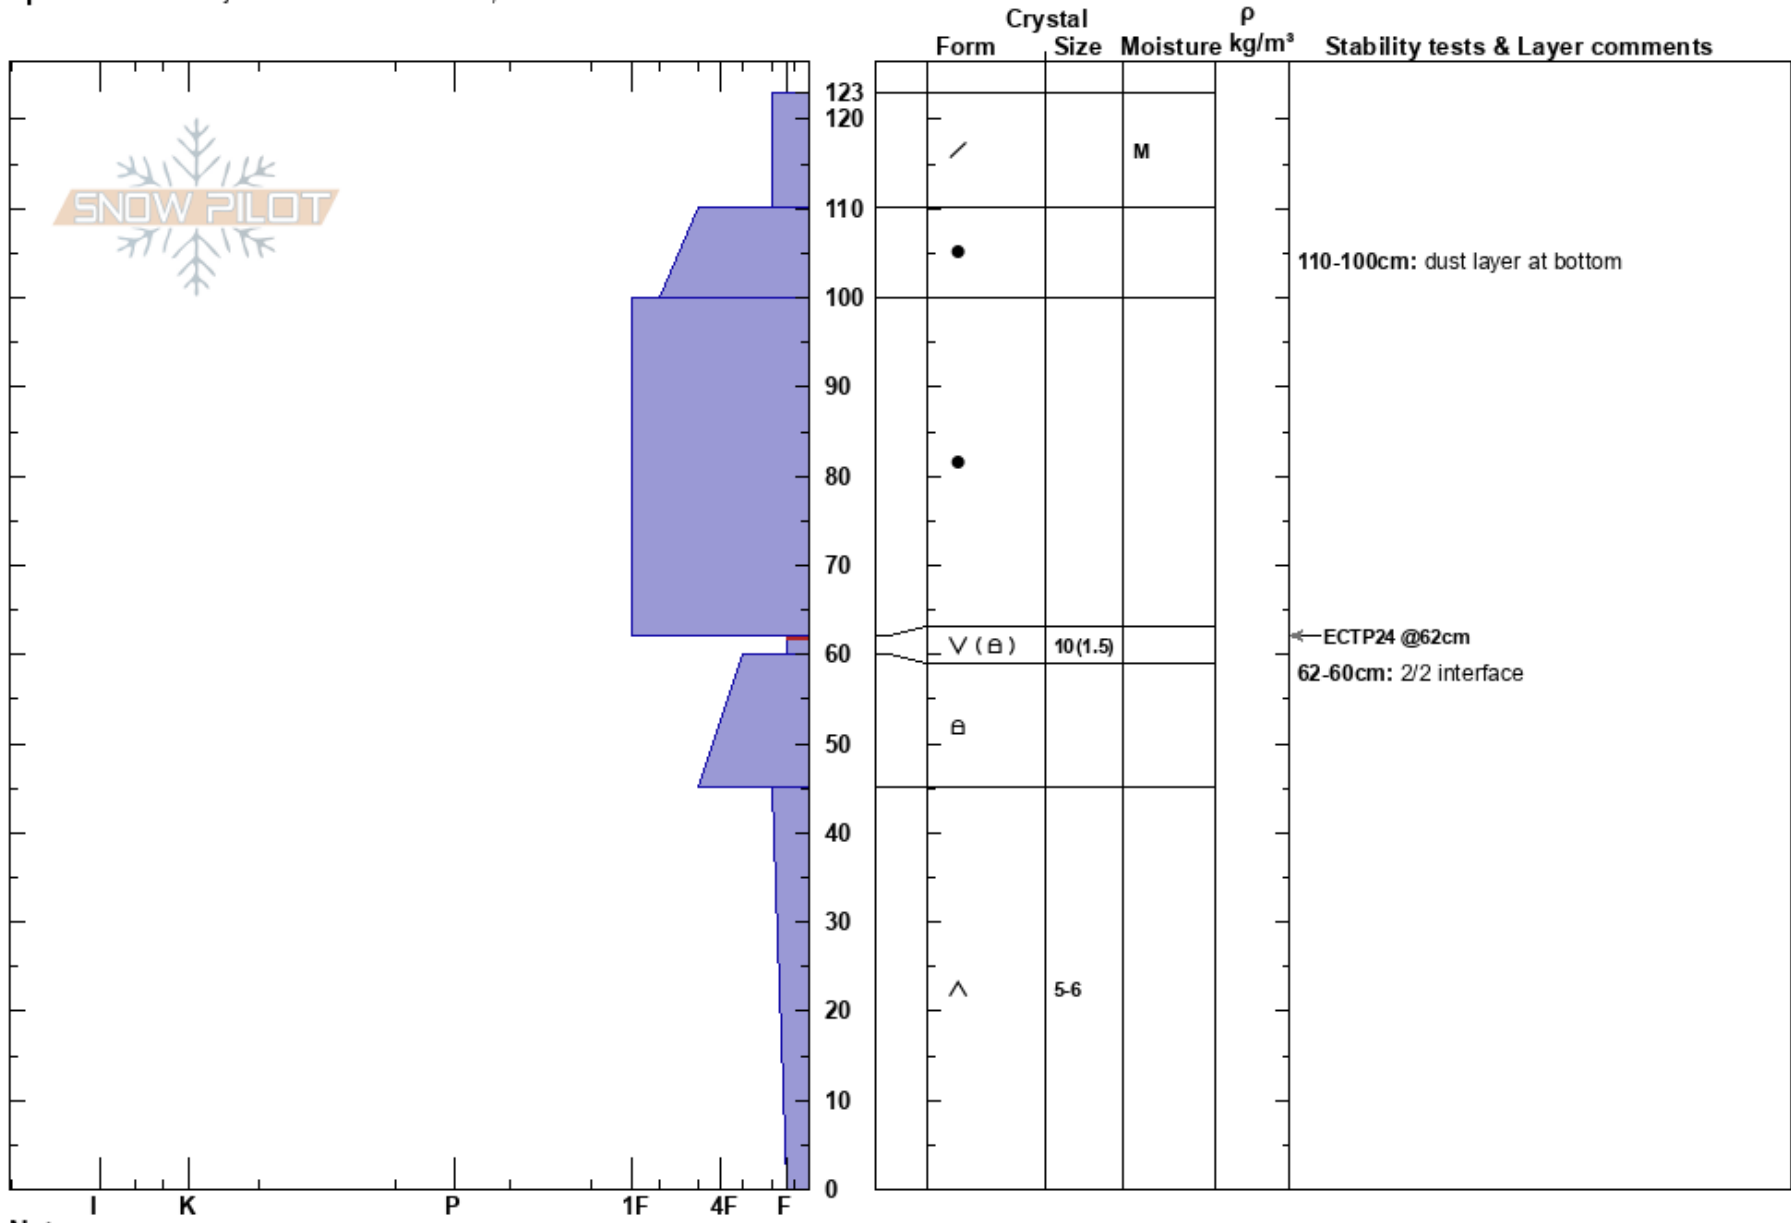 Crystal
ρ
Form Size Moisture kg/m³ Stability tests & Layer comments
123
120
M
SNOW PILOT
110
110-100cm: dust layer at bottom
100
90
80
70
ECTP24 @62cm
60
V ( ) 10(1.5)
62-60cm: 2/2 interface
50
40
30
5-6
20
10
0
I K P 1F 4F F